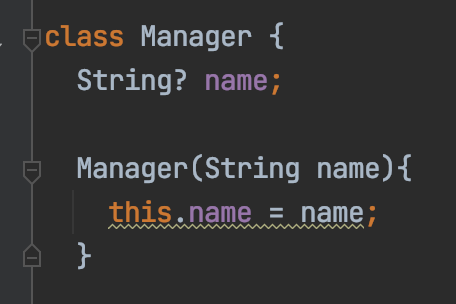 class Manager {
String? name;
Manager(String name){
this.name = name;
}